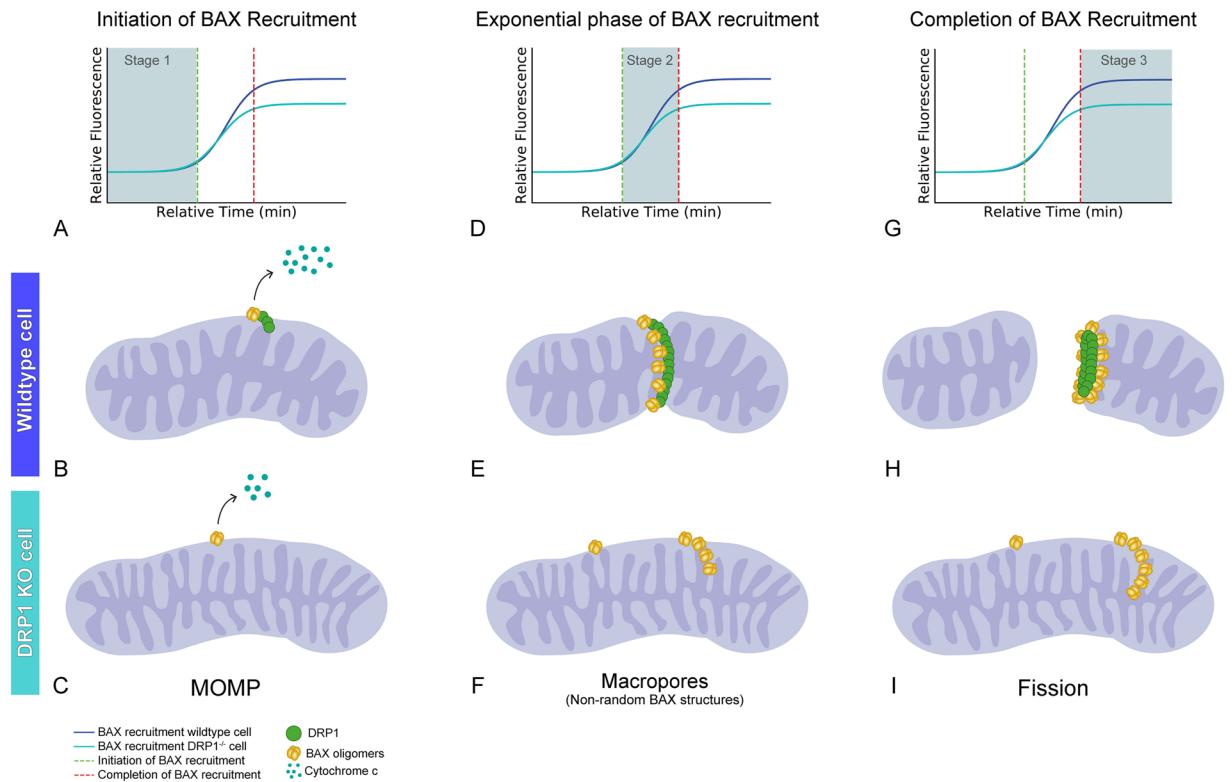 Initiation of BAX Recruitment
Exponential phase of BAX recruitment
Completion of BAX Recruitment
Relative Fluorescence
Stage 1
Relative Time (min)
Relative Fluorescence
Stage 2
Relative Time (min)
Relative Fluorescence
Stage 3
Relative Time (min)
A
D
G
Wildtype cell
B
E
H
DRP1 KO cell
C
MOMP
F
Macropores
(Non-random BAX structures)
I
Fission
BAX recruitment wildtype cell
BAX recruitment DRP1-/- cell
Initiation of BAX recruitment
Completion of BAX recruitment
DRP1
BAX oligomers
Cytochrome c